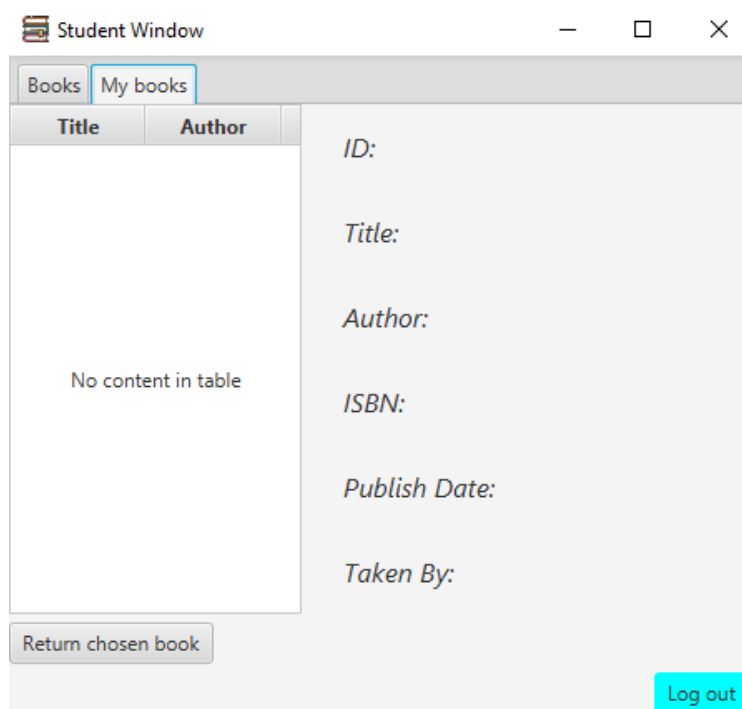 Student Window
Books My books
Title Author
ID:
Title:
Author:
No content in table
ISBN:
Publish Date:
Taken By:
Return chosen book
Log out